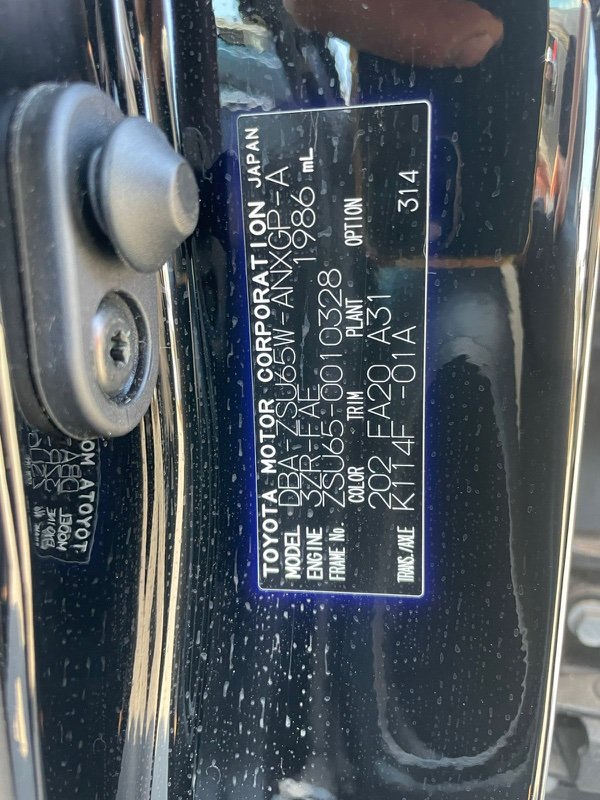 TOYOTA MOTOR CORPORATION JAPAN
MODEL DBA-ZSU65W-ANXGP-A
ENGINE 3ZR-FAE 1986 mL
FRAME No. ZSU65-0010328
COLOR TRIM PLANT OPTION
202 FA20 A31 314
TRANS./AXLE K114F -01A